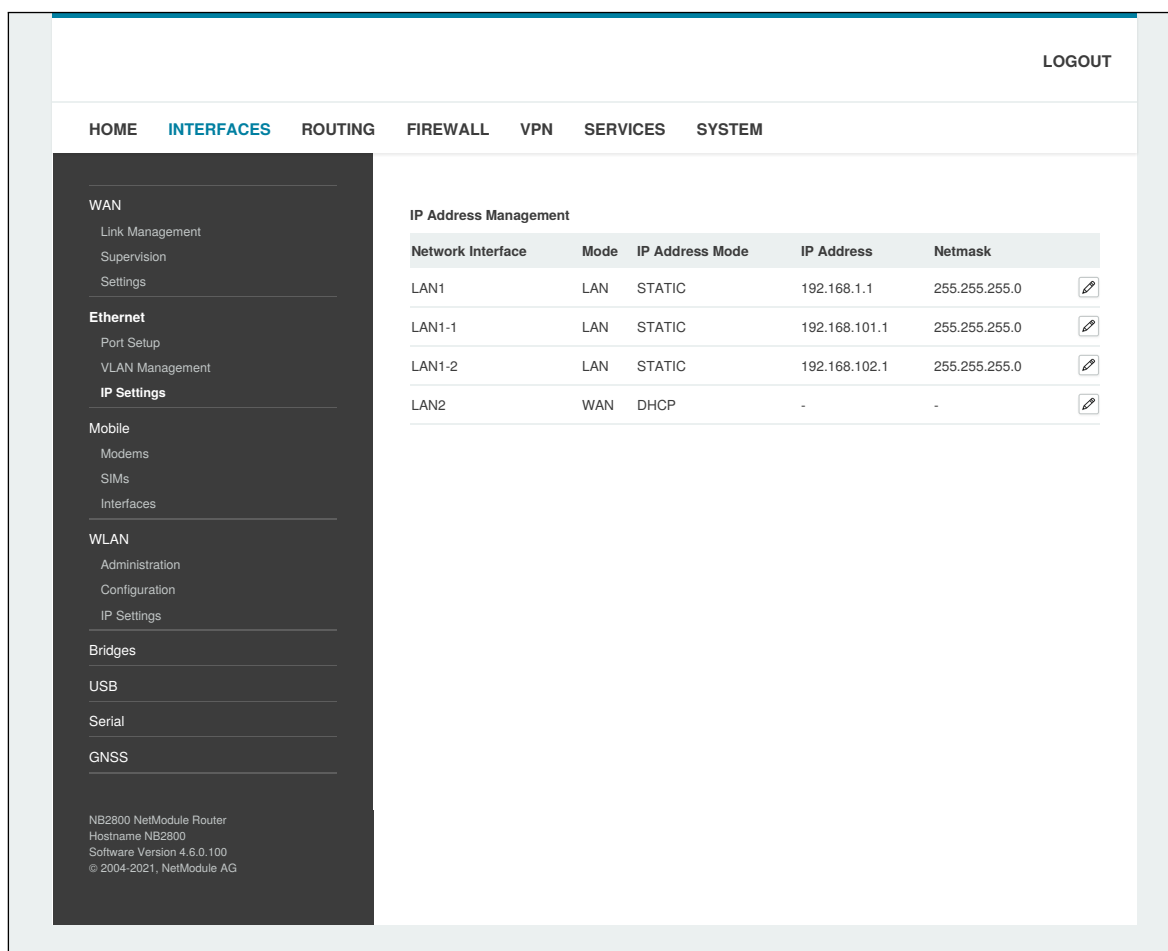 LOGOUT
HOME INTERFACES ROUTING FIREWALL VPN SERVICES SYSTEM
WAN
Link Management
Supervision
Settings
Ethernet
Port Setup
VLAN Management
IP Settings
Mobile
Modems
SIMs
Interfaces
WLAN
Administration
Configuration
IP Settings
Bridges
USB
Serial
GNSS
NB2800 NetModule Router
Hostname NB2800
Software Version 4.6.0.100
© 2004-2021, NetModule AG
IP Address Management
Network Interface Mode IP Address Mode IP Address Netmask
LAN1 LAN STATIC 192.168.1.1 255.255.255.0
LAN1-1 LAN STATIC 192.168.101.1 255.255.255.0
LAN1-2 LAN STATIC 192.168.102.1 255.255.255.0
LAN2 WAN DHCP - -